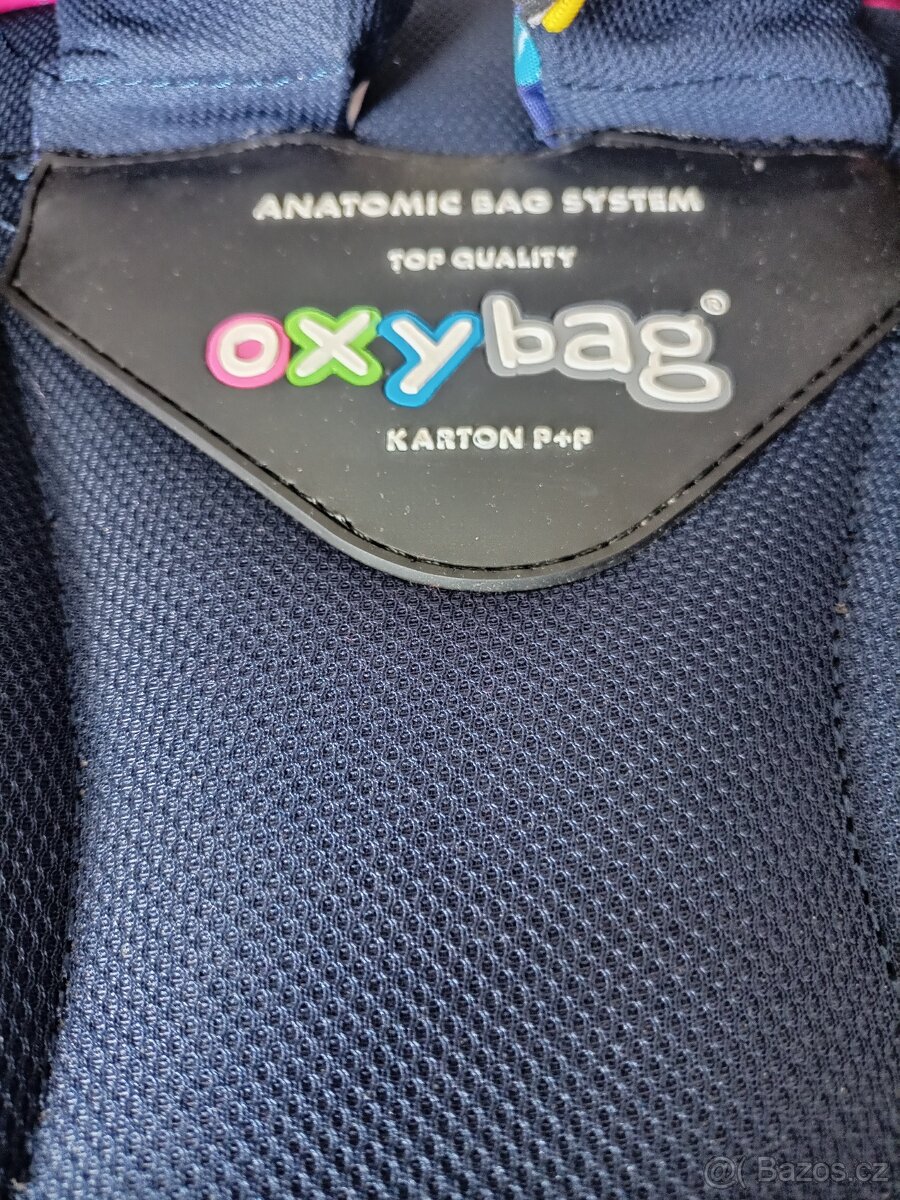 ANATOMIC BAG SYSTEM
TOP QUALITY
oxybag®
KARTON P+P
@ Bazos.cz